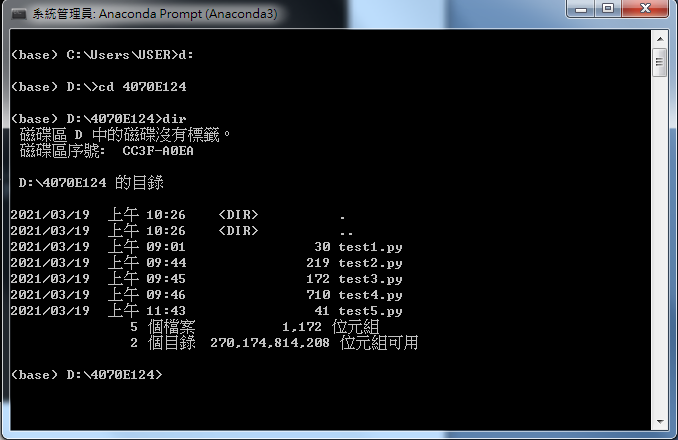 系統管理員: Anaconda Prompt (Anaconda3)
(base) C:\Users\USER>d:
(base) D:\>cd 4070E124
(base) D:\4070E124>dir
磁碟區 D 中的磁碟沒有標籤。
磁碟區序號:  CC3F-A0EA
D:\4070E124 的目錄
2021/03/19  上午 10:26    <DIR>          .
2021/03/19  上午 10:26    <DIR>          ..
2021/03/19  上午 09:01                30 test1.py
2021/03/19  上午 09:44               219 test2.py
2021/03/19  上午 09:45               172 test3.py
2021/03/19  上午 09:46               710 test4.py
2021/03/19  上午 11:43                41 test5.py
5 個檔案           1,172 位元組
2 個目錄  270,174,814,208 位元組可用
(base) D:\4070E124>